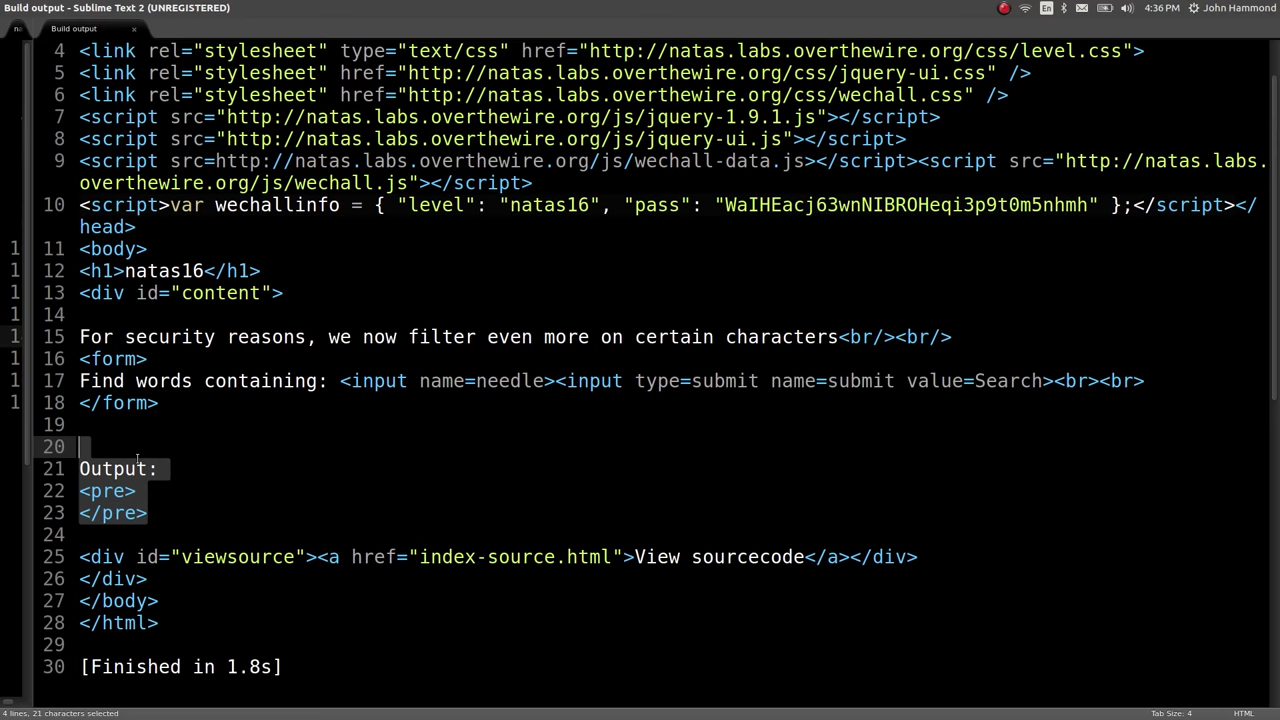 Build output - Sublime Text 2 (UNREGISTERED)
En
4:36 PM
John Hammond
na
Build output
×
4 <link rel="stylesheet" type="text/css" href="http://natas.labs.overthewire.org/css/level.css">
5 <link rel="stylesheet" href="http://natas.labs.overthewire.org/css/jquery-ui.css" />
6 <link rel="stylesheet" href="http://natas.labs.overthewire.org/css/wechall.css" />
7 <script src="http://natas.labs.overthewire.org/js/jquery-1.9.1.js"></script>
8 <script src="http://natas.labs.overthewire.org/js/jquery-ui.js"></script>
9 <script src=http://natas.labs.overthewire.org/js/wechall-data.js></script><script src="http://natas.labs.
overthewire.org/js/wechall.js"></script>
10 <script>var wechallinfo = { "level": "natas16", "pass": "WaIHEacj63wnNIBROHeqi3p9t0m5nhmh" };</script></
head>
1 11 <body>
1 12 <h1>natas16</h1>
1 13 <div id="content">
1 14
1 15 For security reasons, we now filter even more on certain characters<br/><br/>
1 16 <form>
1 17 Find words containing: <input name=needle><input type=submit name=submit value=Search><br><br>
1 18 </form>
19
20
21 Output:
22 <pre>
23 </pre>
24
25 <div id="viewsource"><a href="index-source.html">View sourcecode</a></div>
26 </div>
27 </body>
28 </html>
29
30 [Finished in 1.8s]
4 lines, 21 characters selected
Tab Size: 4
HTML